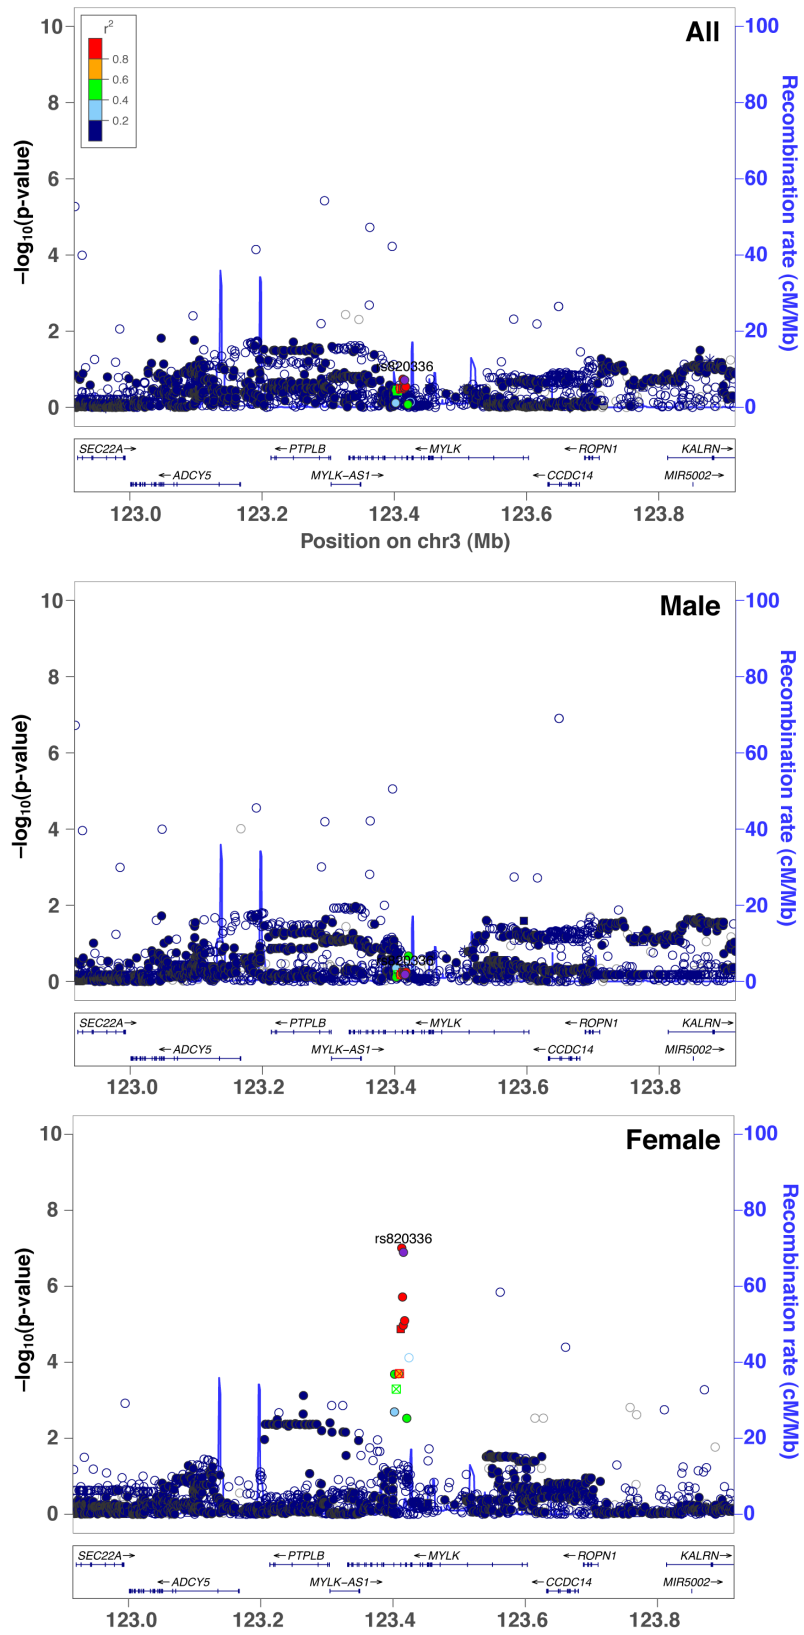 All
r²
0.8
0.6
0.4
0.2
10
8
6
4
2
0
−log₁₀(p-value)
100
80
60
40
20
0
Recombination rate (cM/Mb)
rs820336
SEC22A→ ←PTPLB ←MYLK ←ROPN1 KALRN→
←ADCY5 MYLK−AS1→ ←CCDC14 MIR5002→
123.0 123.2 123.4 123.6 123.8
Position on chr3 (Mb)
Male
10
8
6
4
2
0
−log₁₀(p-value)
100
80
60
40
20
0
Recombination rate (cM/Mb)
rs820336
SEC22A→ ←PTPLB ←MYLK ←ROPN1 KALRN→
←ADCY5 MYLK−AS1→ ←CCDC14 MIR5002→
123.0 123.2 123.4 123.6 123.8
Female
10
8
6
4
2
0
−log₁₀(p-value)
100
80
60
40
20
0
Recombination rate (cM/Mb)
rs820336
SEC22A→ ←PTPLB ←MYLK ←ROPN1 KALRN→
←ADCY5 MYLK−AS1→ ←CCDC14 MIR5002→
123.0 123.2 123.4 123.6 123.8